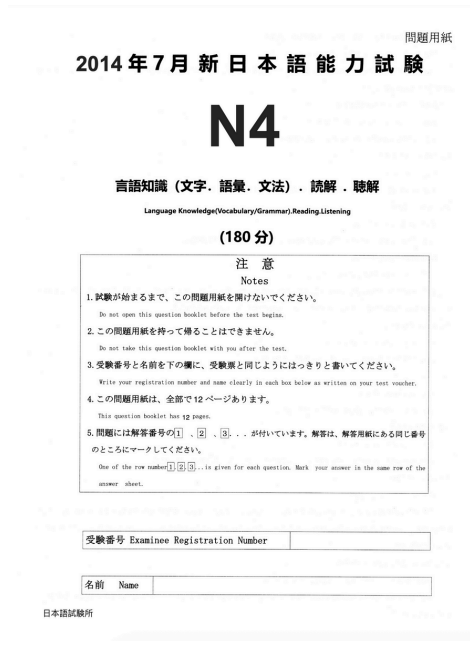 問題用紙
2014年7月新日本語能力試験
N4
言語知識（文字．語彙．文法）．読解．聴解
Language Knowledge(Vocabulary/Grammar).Reading.Listening
(180分)
注　意
Notes
1.試験が始まるまで、この問題用紙を開けないでください。
Do not open this question booklet before the test begins.
2.この問題用紙を持って帰ることはできません。
Do not take this question booklet with you after the test.
3.受験番号と名前を下の欄に、受験票と同じようにはっきりと書いてください。
Write your registration number and name clearly in each box below as written on your test voucher.
4.この問題用紙は、全部で12ページあります。
This question booklet has 12 pages.
5.問題には解答番号の1 、2 、3．．．が付いています。解答は、解答用紙にある同じ番号
のところにマークしてください。
One of the row number1,2,3...is given for each question. Mark your answer in the same row of the
answer sheet.
受験番号 Examinee Registration Number
名前 Name
日本語試験所